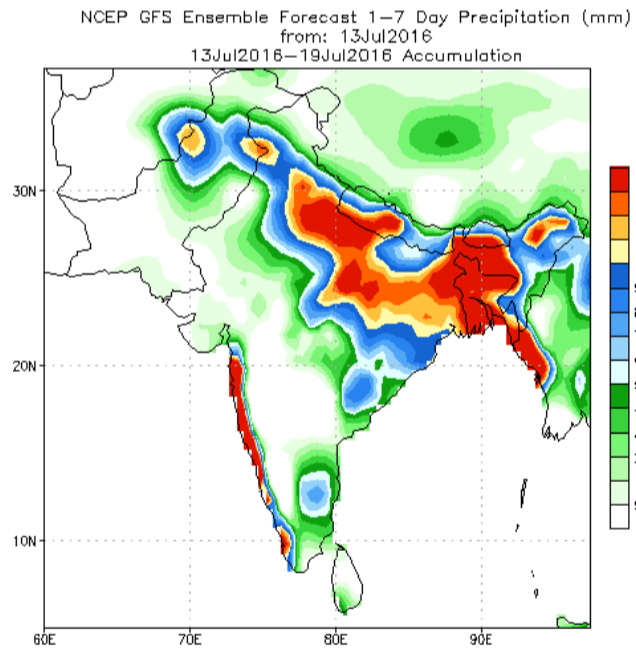 NCEP GFS Ensemble Forecast 1–7 Day Precipitation (mm)
from: 13Jul2016
13Jul2016–19Jul2016 Accumulation
30N
20N
10N
60E
70E
80E
90E